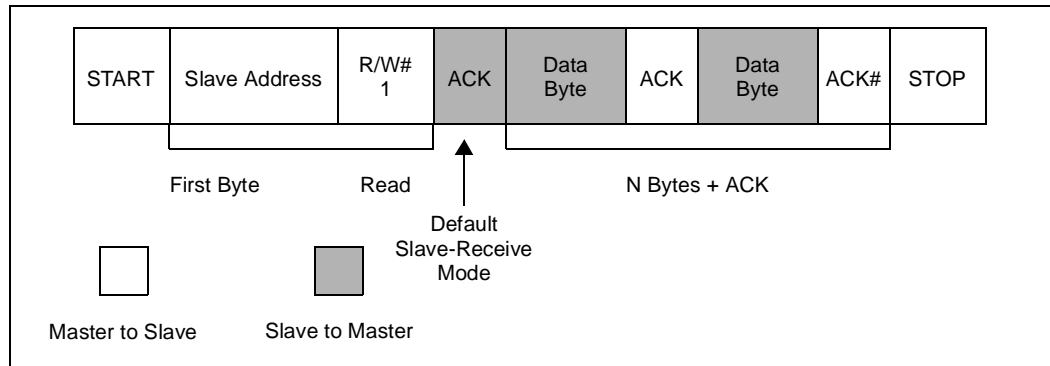 START
Slave Address
R/W#
1
ACK
Data
Byte
ACK
Data
Byte
ACK#
STOP
First Byte
Read
N Bytes + ACK
Default
Slave-Receive
Mode
Master to Slave
Slave to Master